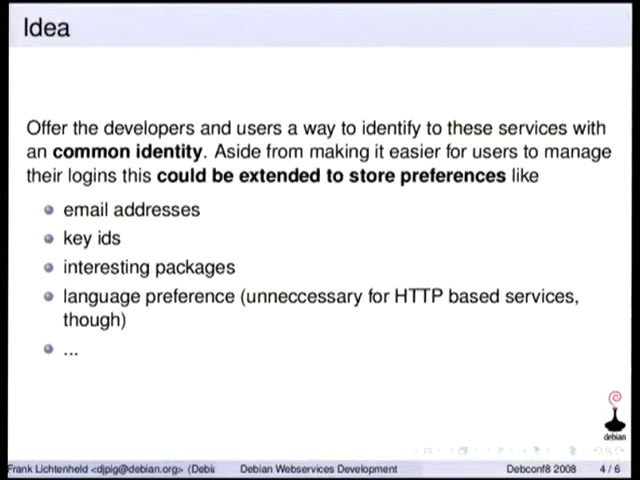 Idea
Offer the developers and users a way to identify to these services with
an common identity. Aside from making it easier for users to manage
their logins this could be extended to store preferences like
email addresses
key ids
interesting packages
language preference (unneccessary for HTTP based services,
though)
...
debian
Frank Lichtenheld <djpig@debian.org> (Debi
Debian Webservices Development
Debconf8 2008
4 / 6